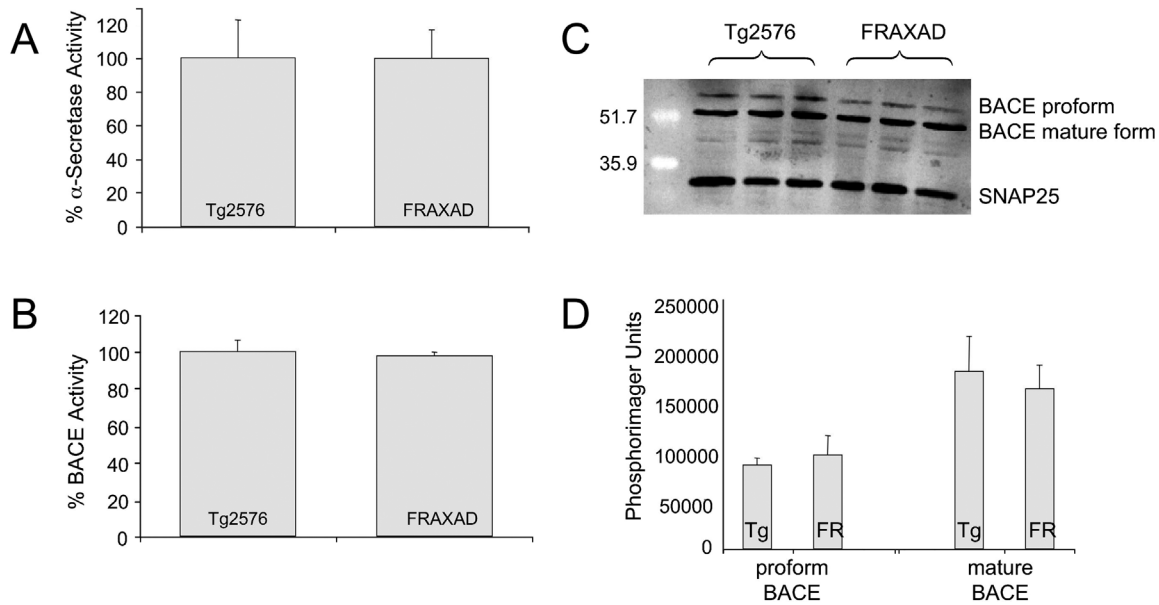 A
% α-Secretase Activity
120
100
80
60
40
20
0
Tg2576
FRAXAD
B
% BACE Activity
120
100
80
60
40
20
0
Tg2576
FRAXAD
C
Tg2576
FRAXAD
51.7
35.9
BACE proform
BACE mature form
SNAP25
D
Phosphorimager Units
250000
200000
150000
100000
50000
0
Tg
FR
Tg
FR
proform
BACE
mature
BACE